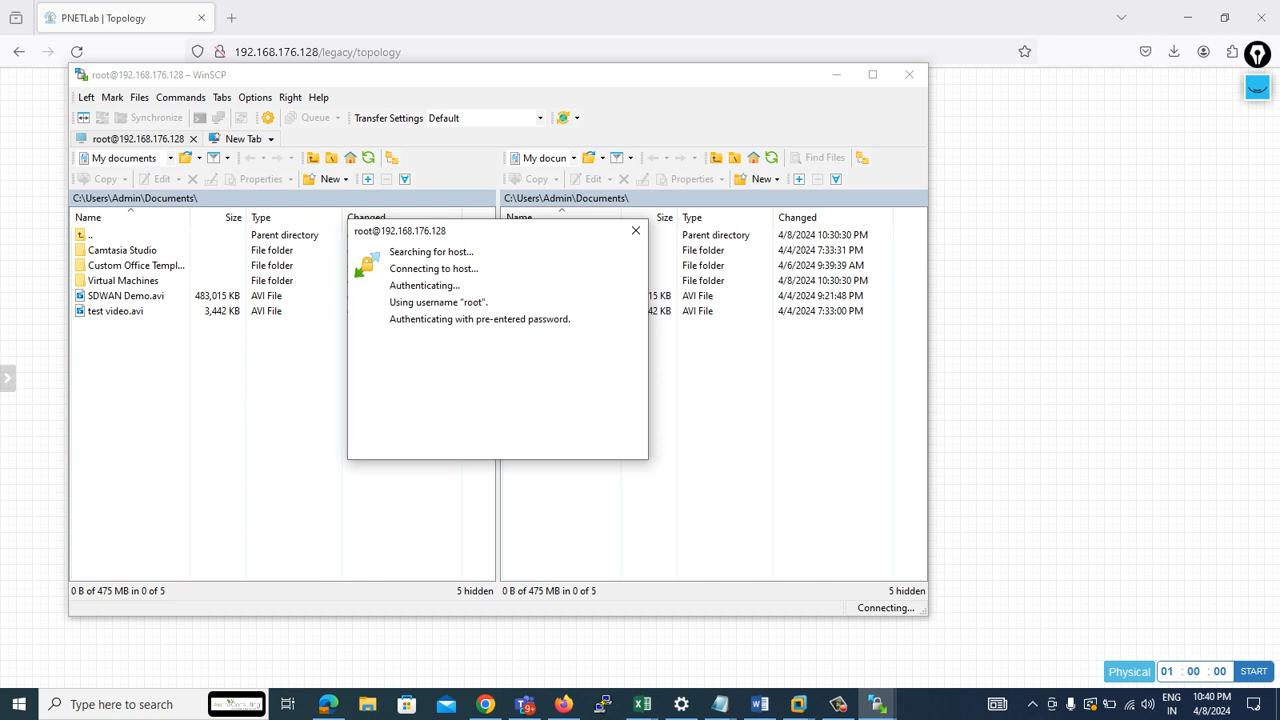 PNETLab | Topology
192.168.176.128/legacy/topology
root@192.168.176.128 – WinSCP
Left Mark Files Commands Tabs Options Right Help
Synchronize Queue Transfer Settings Default
root@192.168.176.128 New Tab
My documents My docun Find Files
Copy Edit Properties New Copy Edit Properties New
C:\Users\Admin\Documents\ C:\Users\Admin\Documents\
Name Size Type Changed Name Size Type Changed
.. Parent directory Parent directory 4/8/2024 10:30:30 PM
Camtasia Studio File folder File folder 4/4/2024 7:33:31 PM
Custom Office Templ... File folder File folder 4/6/2024 9:39:39 AM
Virtual Machines File folder File folder 4/8/2024 10:30:30 PM
SDWAN Demo.avi 483,015 KB AVI File 15 KB AVI File 4/4/2024 9:21:48 PM
test video.avi 3,442 KB AVI File 42 KB AVI File 4/4/2024 7:33:00 PM
root@192.168.176.128
Searching for host...
Connecting to host...
Authenticating...
Using username "root".
Authenticating with pre-entered password.
0 B of 475 MB in 0 of 5 5 hidden 0 B of 475 MB in 0 of 5 5 hidden
Connecting...
Physical 01 : 00 : 00 START
Type here to search
ENG 10:40 PM
IN 4/8/2024